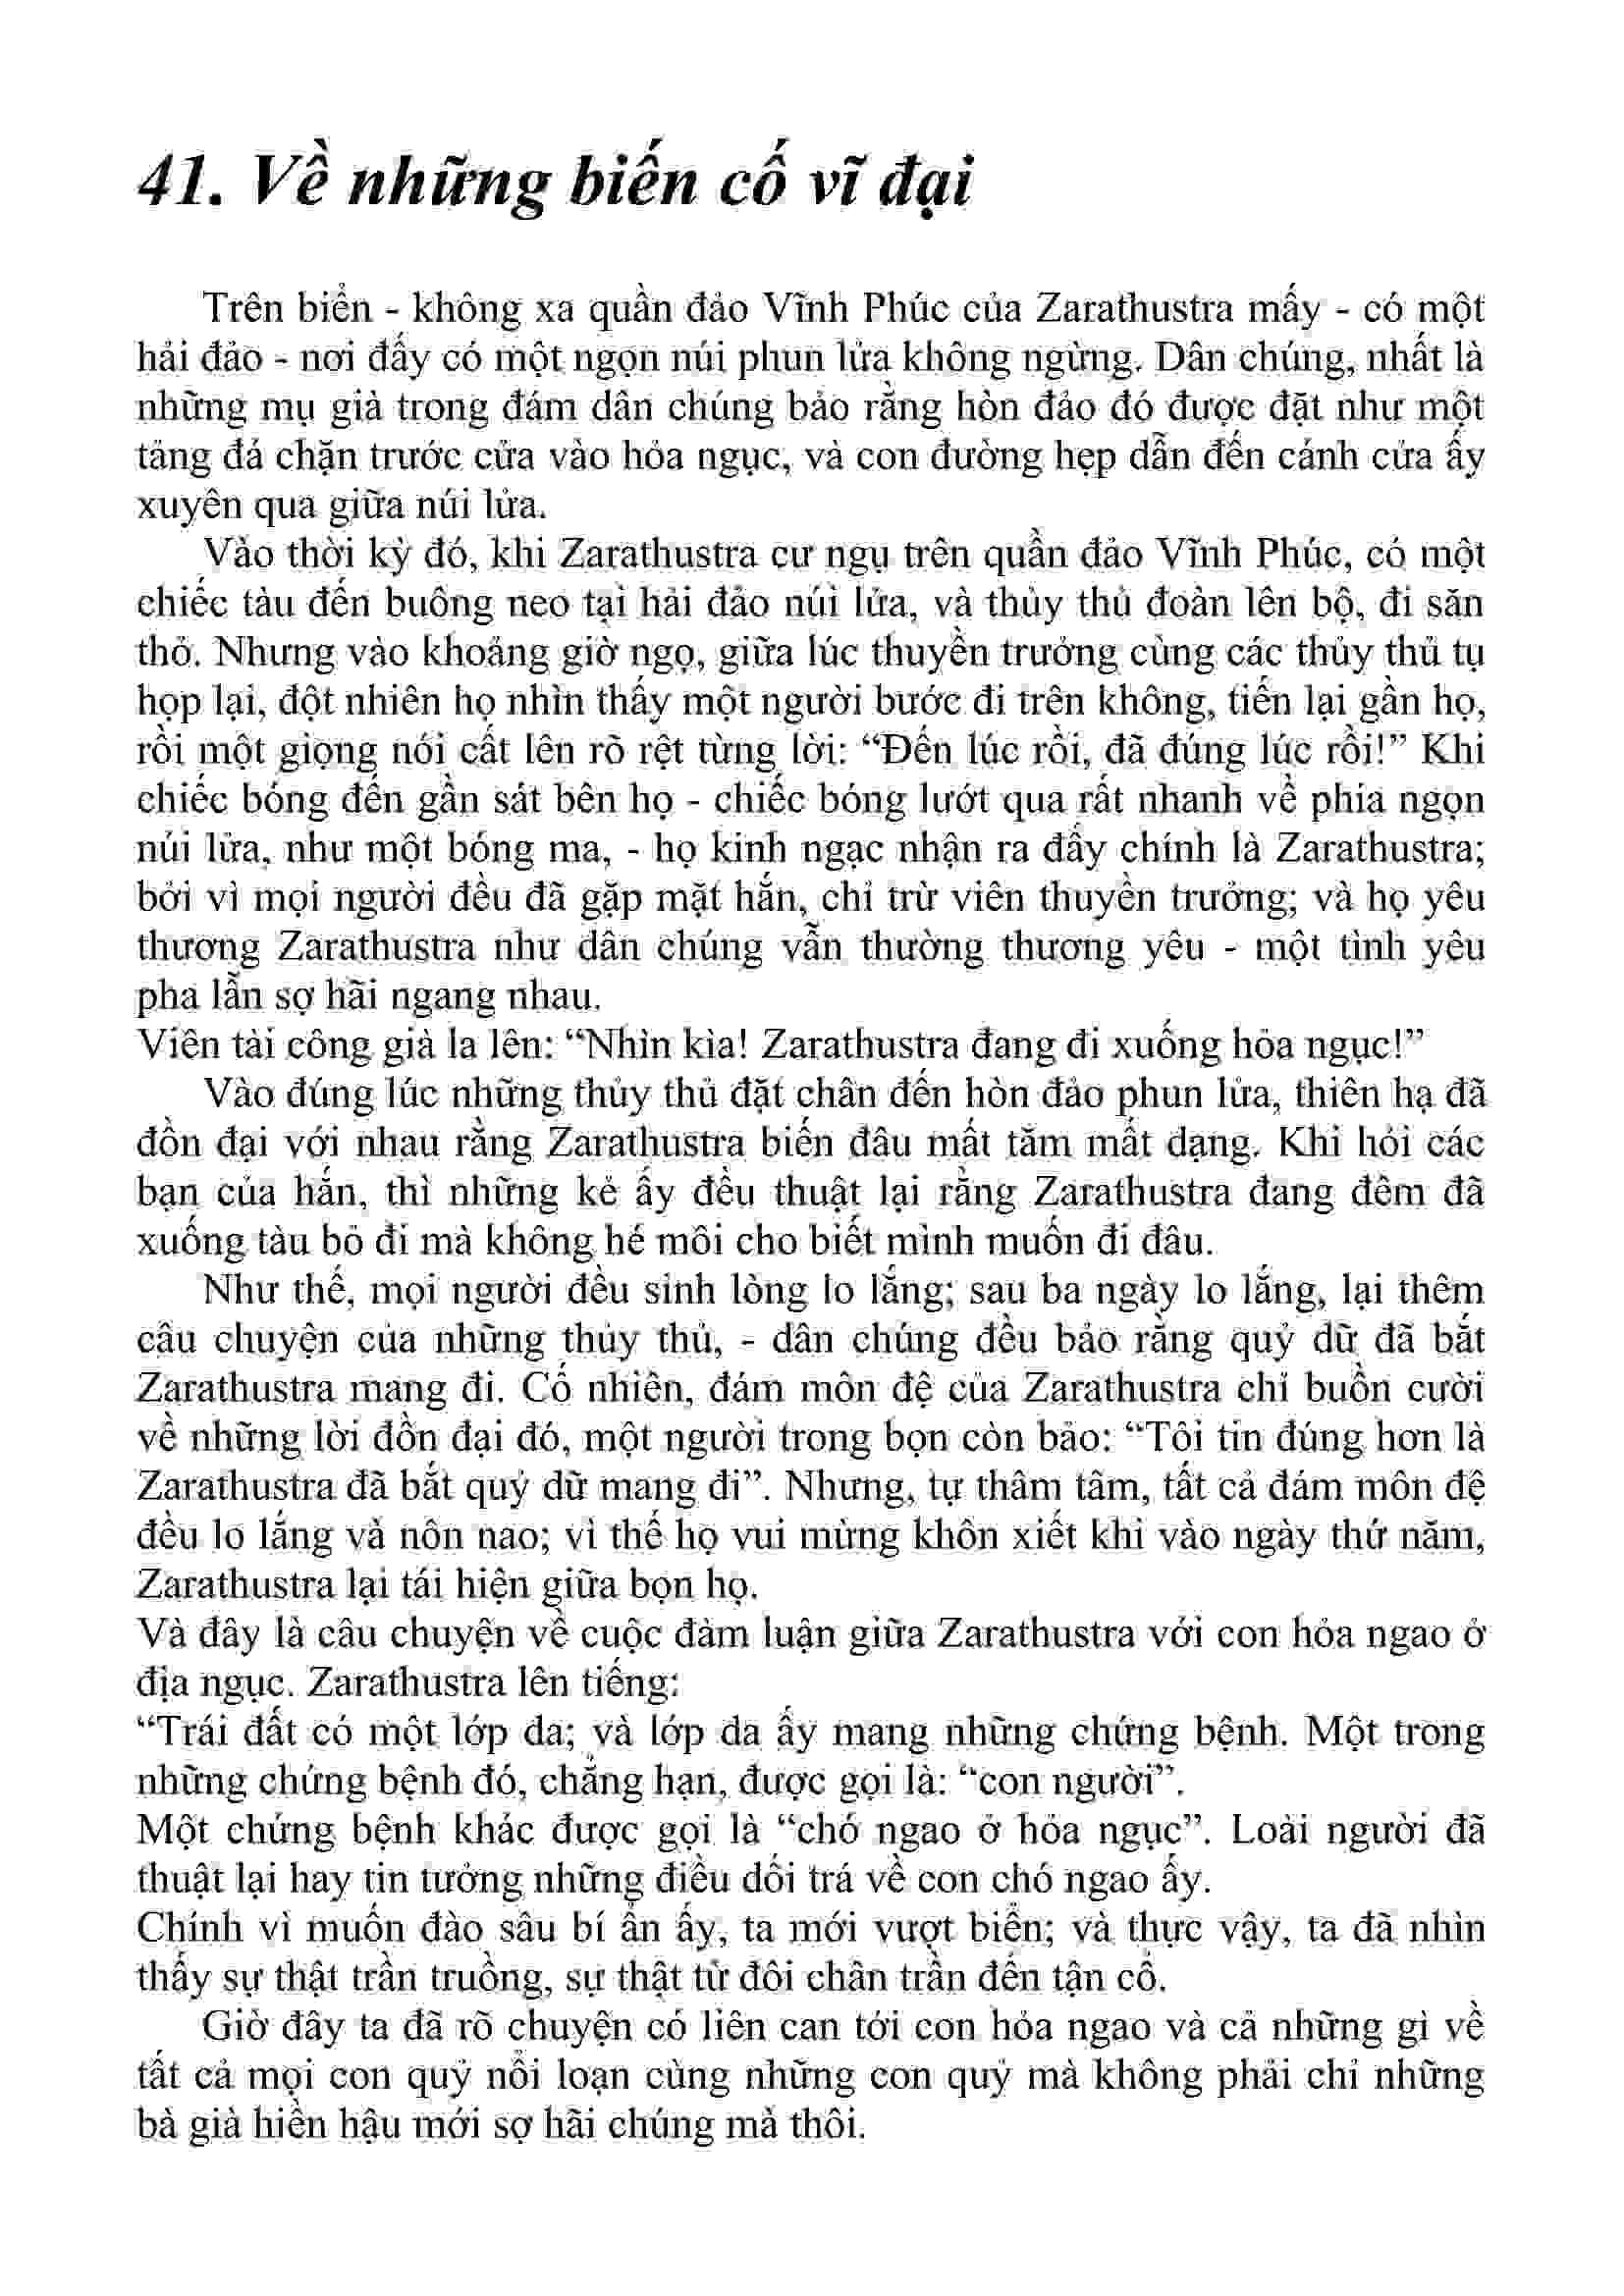 41. Về những biến cố vĩ đại
Trên biển - không xa quần đảo Vĩnh Phúc của Zarathustra mấy - có một
hải đảo - nơi đấy có một ngọn núi phun lửa không ngừng. Dân chúng, nhất là
những mụ già trong đám dân chúng bảo rằng hòn đảo đó được đặt như một
tảng đá chặn trước cửa vào hỏa ngục, và con đường hẹp dẫn đến cánh cửa ấy
xuyên qua giữa núi lửa.
Vào thời kỳ đó, khi Zarathustra cư ngụ trên quần đảo Vĩnh Phúc, có một
chiếc tàu đến buông neo tại hải đảo núi lửa, và thủy thủ đoàn lên bộ, đi săn
thỏ. Nhưng vào khoảng giờ ngọ, giữa lúc thuyền trưởng cùng các thủy thủ tụ
họp lại, đột nhiên họ nhìn thấy một người bước đi trên không, tiến lại gần họ,
rồi một giọng nói cất lên rõ rệt từng lời: “Đến lúc rồi, đã đúng lúc rồi!” Khi
chiếc bóng đến gần sát bên họ - chiếc bóng lướt qua rất nhanh về phía ngọn
núi lửa, như một bóng ma, - họ kinh ngạc nhận ra đấy chính là Zarathustra;
bởi vì mọi người đều đã gặp mặt hắn, chỉ trừ viên thuyền trưởng; và họ yêu
thương Zarathustra như dân chúng vẫn thường thương yêu - một tình yêu
pha lẫn sợ hãi ngang nhau.
Viên tài công già la lên: “Nhìn kìa! Zarathustra đang đi xuống hỏa ngục!”
Vào đúng lúc những thủy thủ đặt chân đến hòn đảo phun lửa, thiên hạ đã
đồn đại với nhau rằng Zarathustra biến đâu mất tăm mất dạng. Khi hỏi các
bạn của hắn, thì những kẻ ấy đều thuật lại rằng Zarathustra đang đêm đã
xuống tàu bỏ đi mà không hé môi cho biết mình muốn đi đâu.
Như thế, mọi người đều sinh lòng lo lắng; sau ba ngày lo lắng, lại thêm
câu chuyện của những thủy thủ, - dân chúng đều bảo rằng quỷ dữ đã bắt
Zarathustra mang đi. Cố nhiên, đám môn đệ của Zarathustra chỉ buồn cười
về những lời đồn đại đó, một người trong bọn còn bảo: “Tôi tin đúng hơn là
Zarathustra đã bắt quỷ dữ mang đi”. Nhưng, tự thâm tâm, tất cả đám môn đệ
đều lo lắng và nôn nao; vì thế họ vui mừng khôn xiết khi vào ngày thứ năm,
Zarathustra lại tái hiện giữa bọn họ.
Và đây là câu chuyện về cuộc đàm luận giữa Zarathustra với con hỏa ngao ở
địa ngục. Zarathustra lên tiếng:
“Trái đất có một lớp da; và lớp da ấy mang những chứng bệnh. Một trong
những chứng bệnh đó, chẳng hạn, được gọi là: “con người”.
Một chứng bệnh khác được gọi là “chó ngao ở hỏa ngục”. Loài người đã
thuật lại hay tin tưởng những điều dối trá về con chó ngao ấy.
Chính vì muốn đào sâu bí ẩn ấy, ta mới vượt biển; và thực vậy, ta đã nhìn
thấy sự thật trần truồng, sự thật từ đôi chân trần đến tận cổ.
Giờ đây ta đã rõ chuyện có liên can tới con hỏa ngao và cả những gì về
tất cả mọi con quỷ nổi loạn cùng những con quỷ mà không phải chỉ những
bà già hiền hậu mới sợ hãi chúng mà thôi.